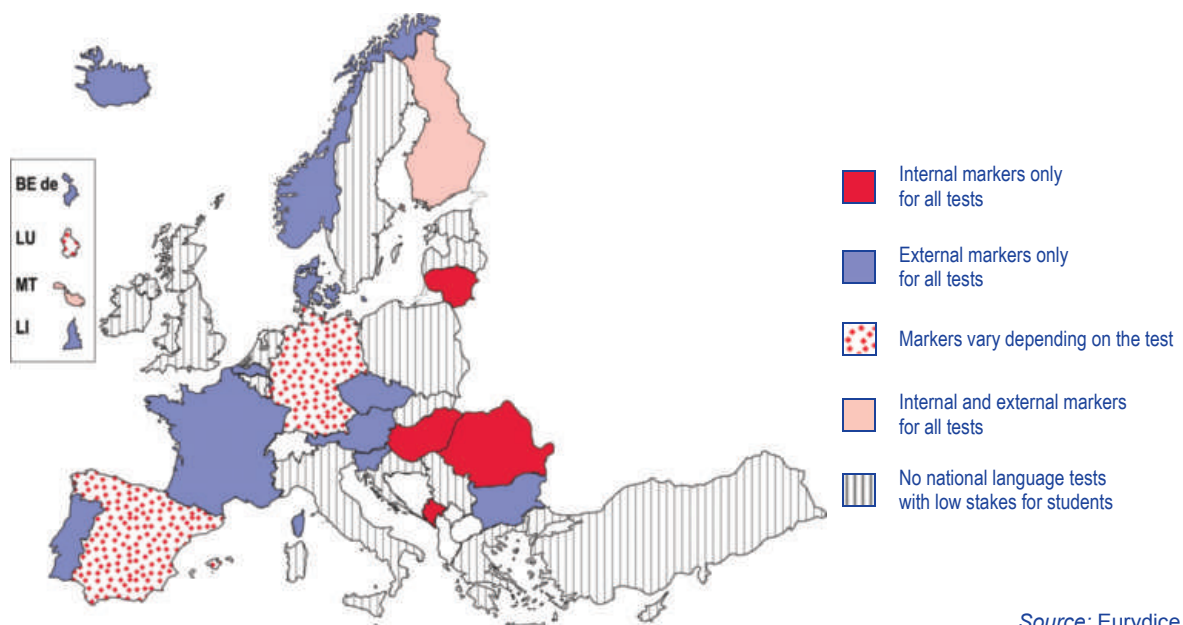 BE de
LU
MT
LI
Internal markers only
for all tests
External markers only
for all tests
Markers vary depending on the test
Internal and external markers
for all tests
No national language tests
with low stakes for students
Source: Eurydice